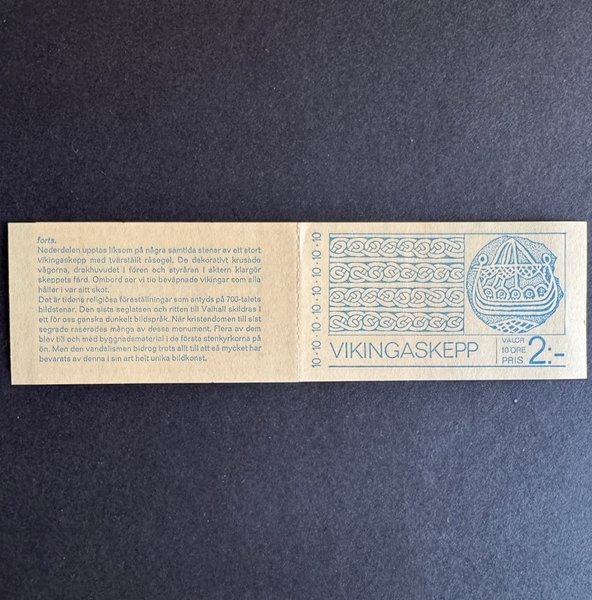 forts.
Nederdelen upptas liksom på några samtida stenar av ett stort
vikingaskepp med tvärställt råsegel. De dekorativt krusade
vågorna, drakhuvudet i fören och styråran i aktern klargör
skeppets färd. Ombord ser vi tio beväpnade vikingar som alla
håller i var sitt skot.
Det är tidens religiösa föreställningar som antyds på 700-talets
bildstenar. Den sista seglatsen och ritten till Valhall skildras i
ett för oss ganska dunkelt bildspråk. När kristendomen till sist
segrade raserades många av dessa monument. Flera av dem
blev till och med byggnadsmaterial i de första stenkyrkorna på
ön. Men den vandalismen bidrog trots allt till att så mycket har
bevarats av denna i sin art helt unika bildkonst.
10·10·10·10·10·10·10·10
VIKINGASKEPP
VALÖR
10 ÖRE
PRIS
2:-